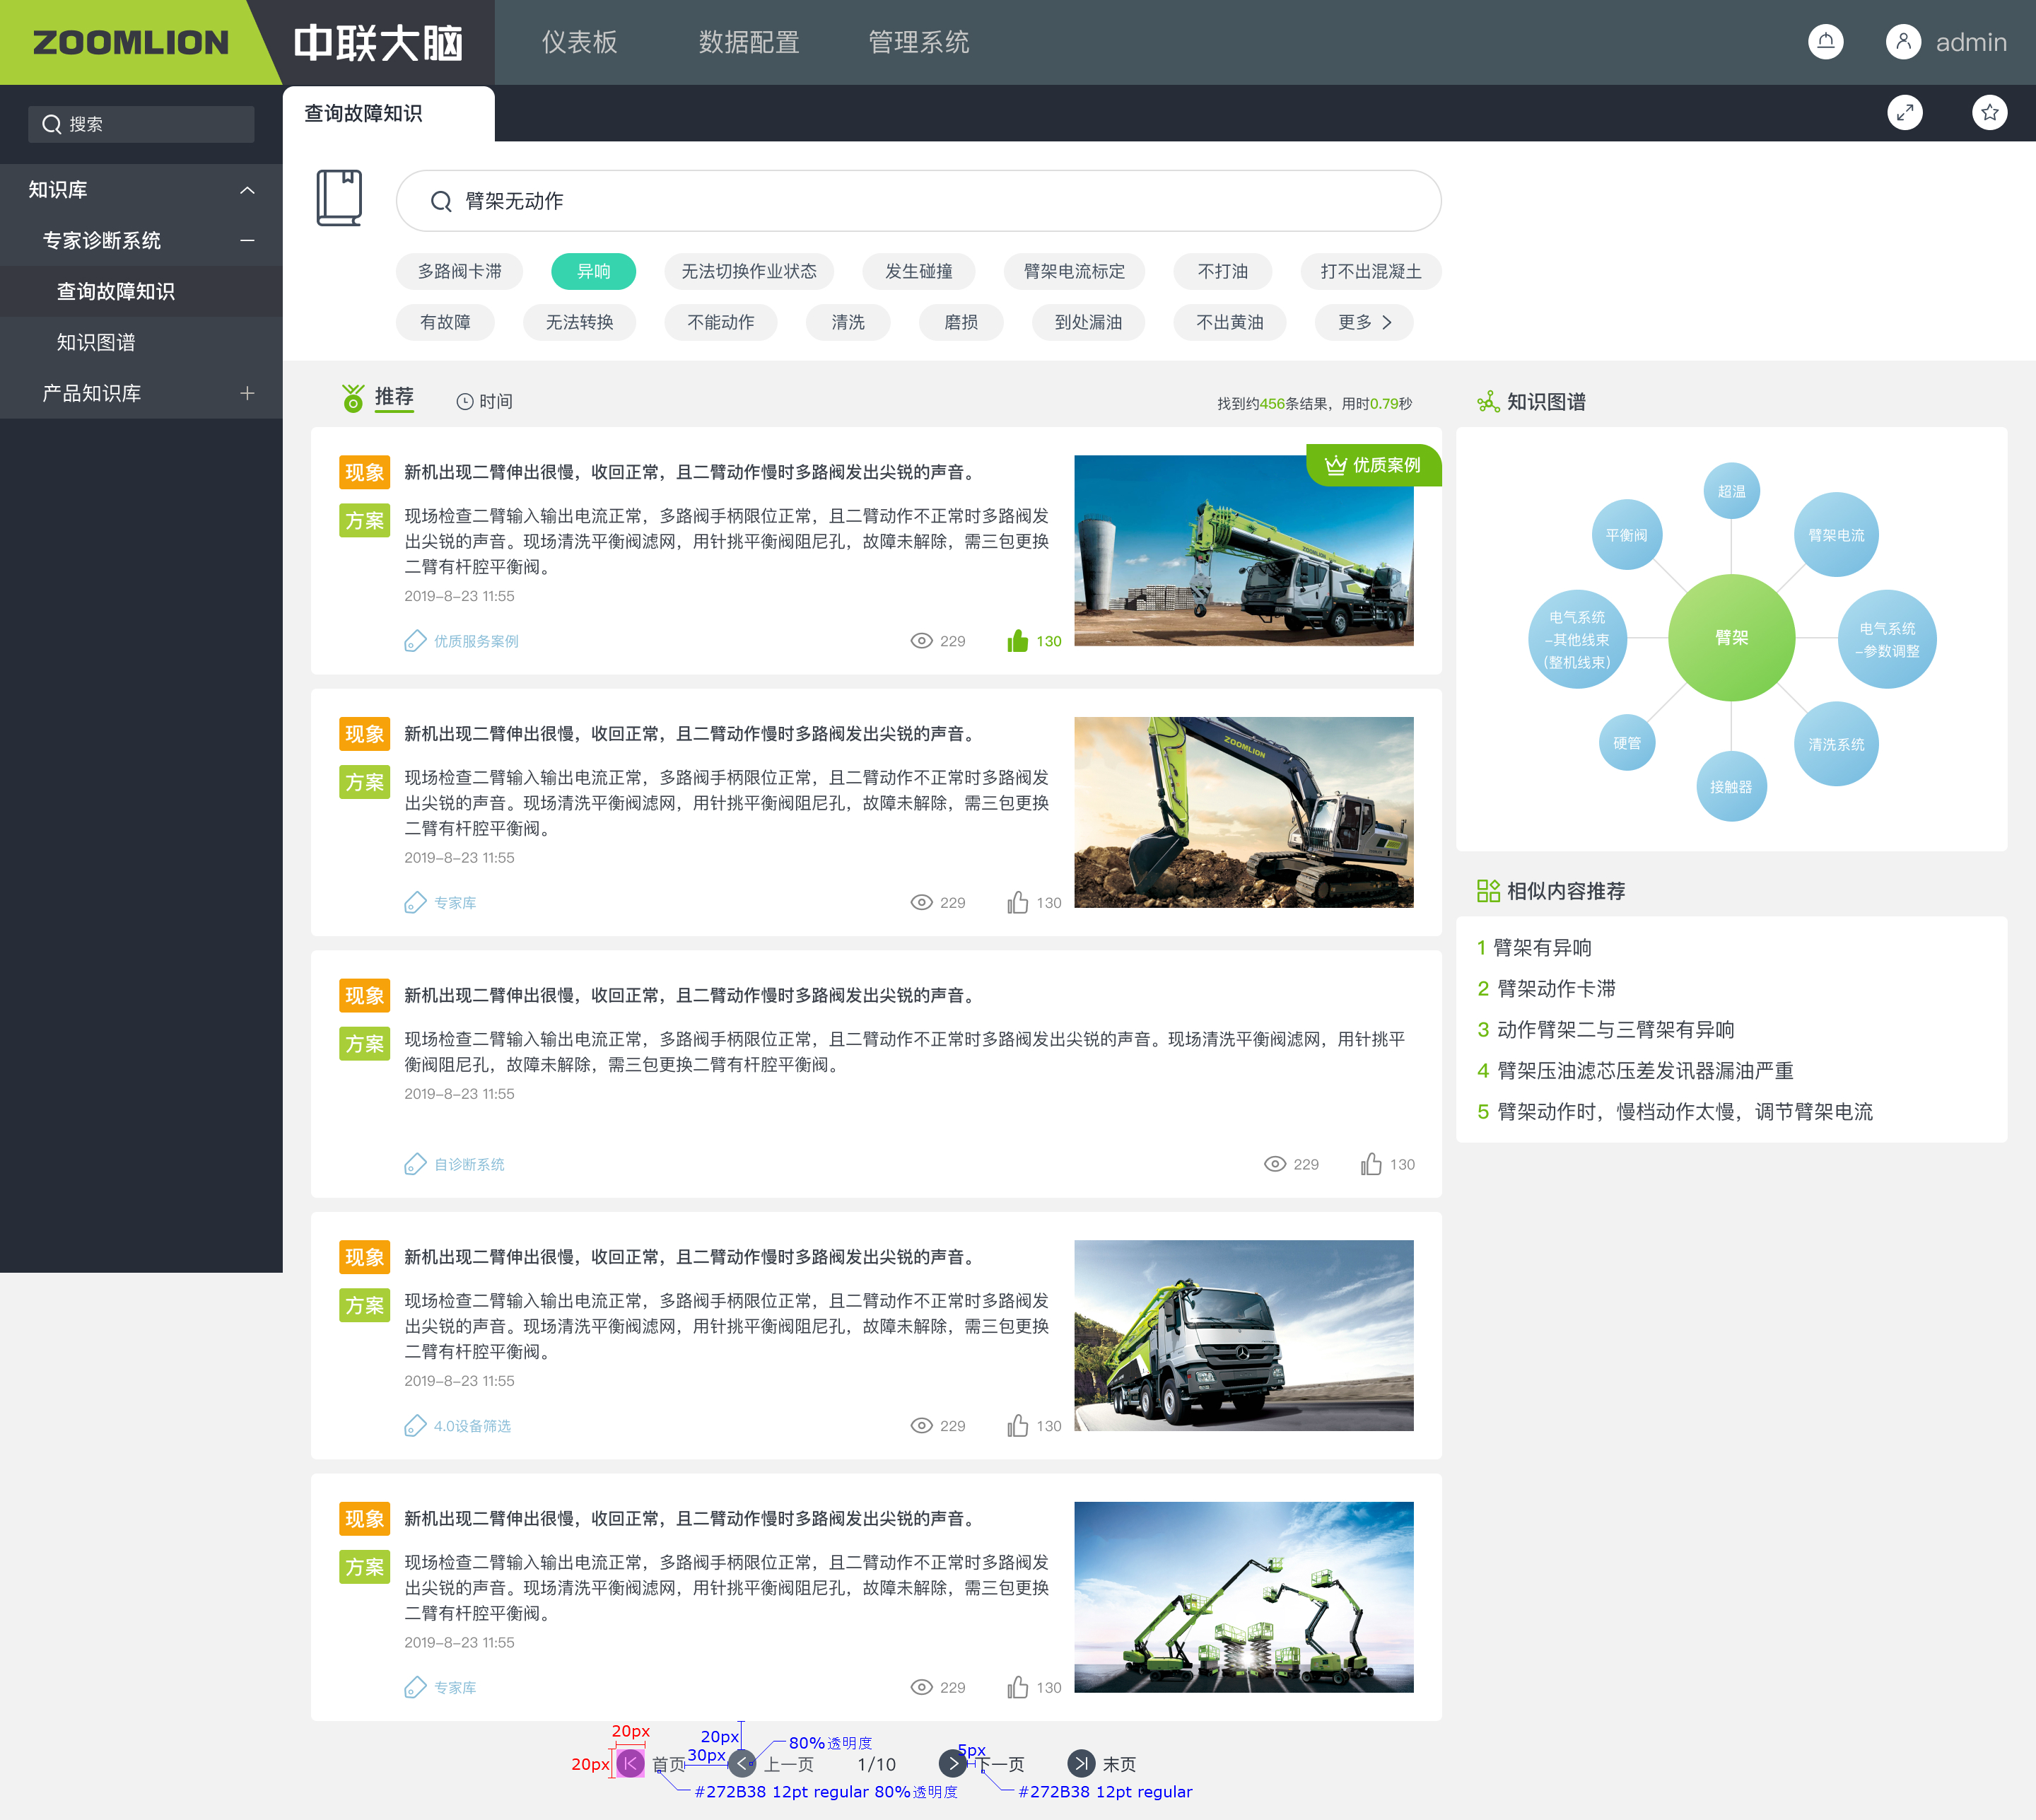 ZOOMLION
中联大脑
仪表板
数据配置
管理系统
admin
搜索
查询故障知识
知识库
专家诊断系统
查询故障知识
知识图谱
产品知识库
臂架无动作
多路阀卡滞
异响
无法切换作业状态
发生碰撞
臂架电流标定
不打油
打不出混凝土
有故障
无法转换
不能动作
清洗
磨损
到处漏油
不出黄油
更多
推荐
时间
找到约456条结果，用时0.79秒
现象
新机出现二臂伸出很慢，收回正常，且二臂动作慢时多路阀发出尖锐的声音。
优质案例
方案
现场检查二臂输入输出电流正常，多路阀手柄限位正常，且二臂动作不正常时多路阀发
出尖锐的声音。现场清洗平衡阀滤网，用针挑平衡阀阻尼孔，故障未解除，需三包更换
二臂有杆腔平衡阀。
2019-8-23 11:55
优质服务案例
229
130
ZOOMLION
现象
新机出现二臂伸出很慢，收回正常，且二臂动作慢时多路阀发出尖锐的声音。
方案
现场检查二臂输入输出电流正常，多路阀手柄限位正常，且二臂动作不正常时多路阀发
出尖锐的声音。现场清洗平衡阀滤网，用针挑平衡阀阻尼孔，故障未解除，需三包更换
二臂有杆腔平衡阀。
2019-8-23 11:55
专家库
229
130
ZOOMLION
现象
新机出现二臂伸出很慢，收回正常，且二臂动作慢时多路阀发出尖锐的声音。
方案
现场检查二臂输入输出电流正常，多路阀手柄限位正常，且二臂动作不正常时多路阀发出尖锐的声音。现场清洗平衡阀滤网，用针挑平
衡阀阻尼孔，故障未解除，需三包更换二臂有杆腔平衡阀。
2019-8-23 11:55
自诊断系统
229
130
现象
新机出现二臂伸出很慢，收回正常，且二臂动作慢时多路阀发出尖锐的声音。
方案
现场检查二臂输入输出电流正常，多路阀手柄限位正常，且二臂动作不正常时多路阀发
出尖锐的声音。现场清洗平衡阀滤网，用针挑平衡阀阻尼孔，故障未解除，需三包更换
二臂有杆腔平衡阀。
2019-8-23 11:55
4.0设备筛选
229
130
现象
新机出现二臂伸出很慢，收回正常，且二臂动作慢时多路阀发出尖锐的声音。
方案
现场检查二臂输入输出电流正常，多路阀手柄限位正常，且二臂动作不正常时多路阀发
出尖锐的声音。现场清洗平衡阀滤网，用针挑平衡阀阻尼孔，故障未解除，需三包更换
二臂有杆腔平衡阀。
2019-8-23 11:55
专家库
229
130
知识图谱
超温
平衡阀
臂架电流
电气系统
-其他线束
(整机线束)
臂架
电气系统
-参数调整
硬管
清洗系统
接触器
相似内容推荐
1 臂架有异响
2 臂架动作卡滞
3 动作臂架二与三臂架有异响
4 臂架压油滤芯压差发讯器漏油严重
5 臂架动作时，慢档动作太慢，调节臂架电流
20px
20px
80%透明度
30px
5px
20px
首页
上一页
1/10
下一页
末页
#272B38 12pt regular 80%透明度
#272B38 12pt regular